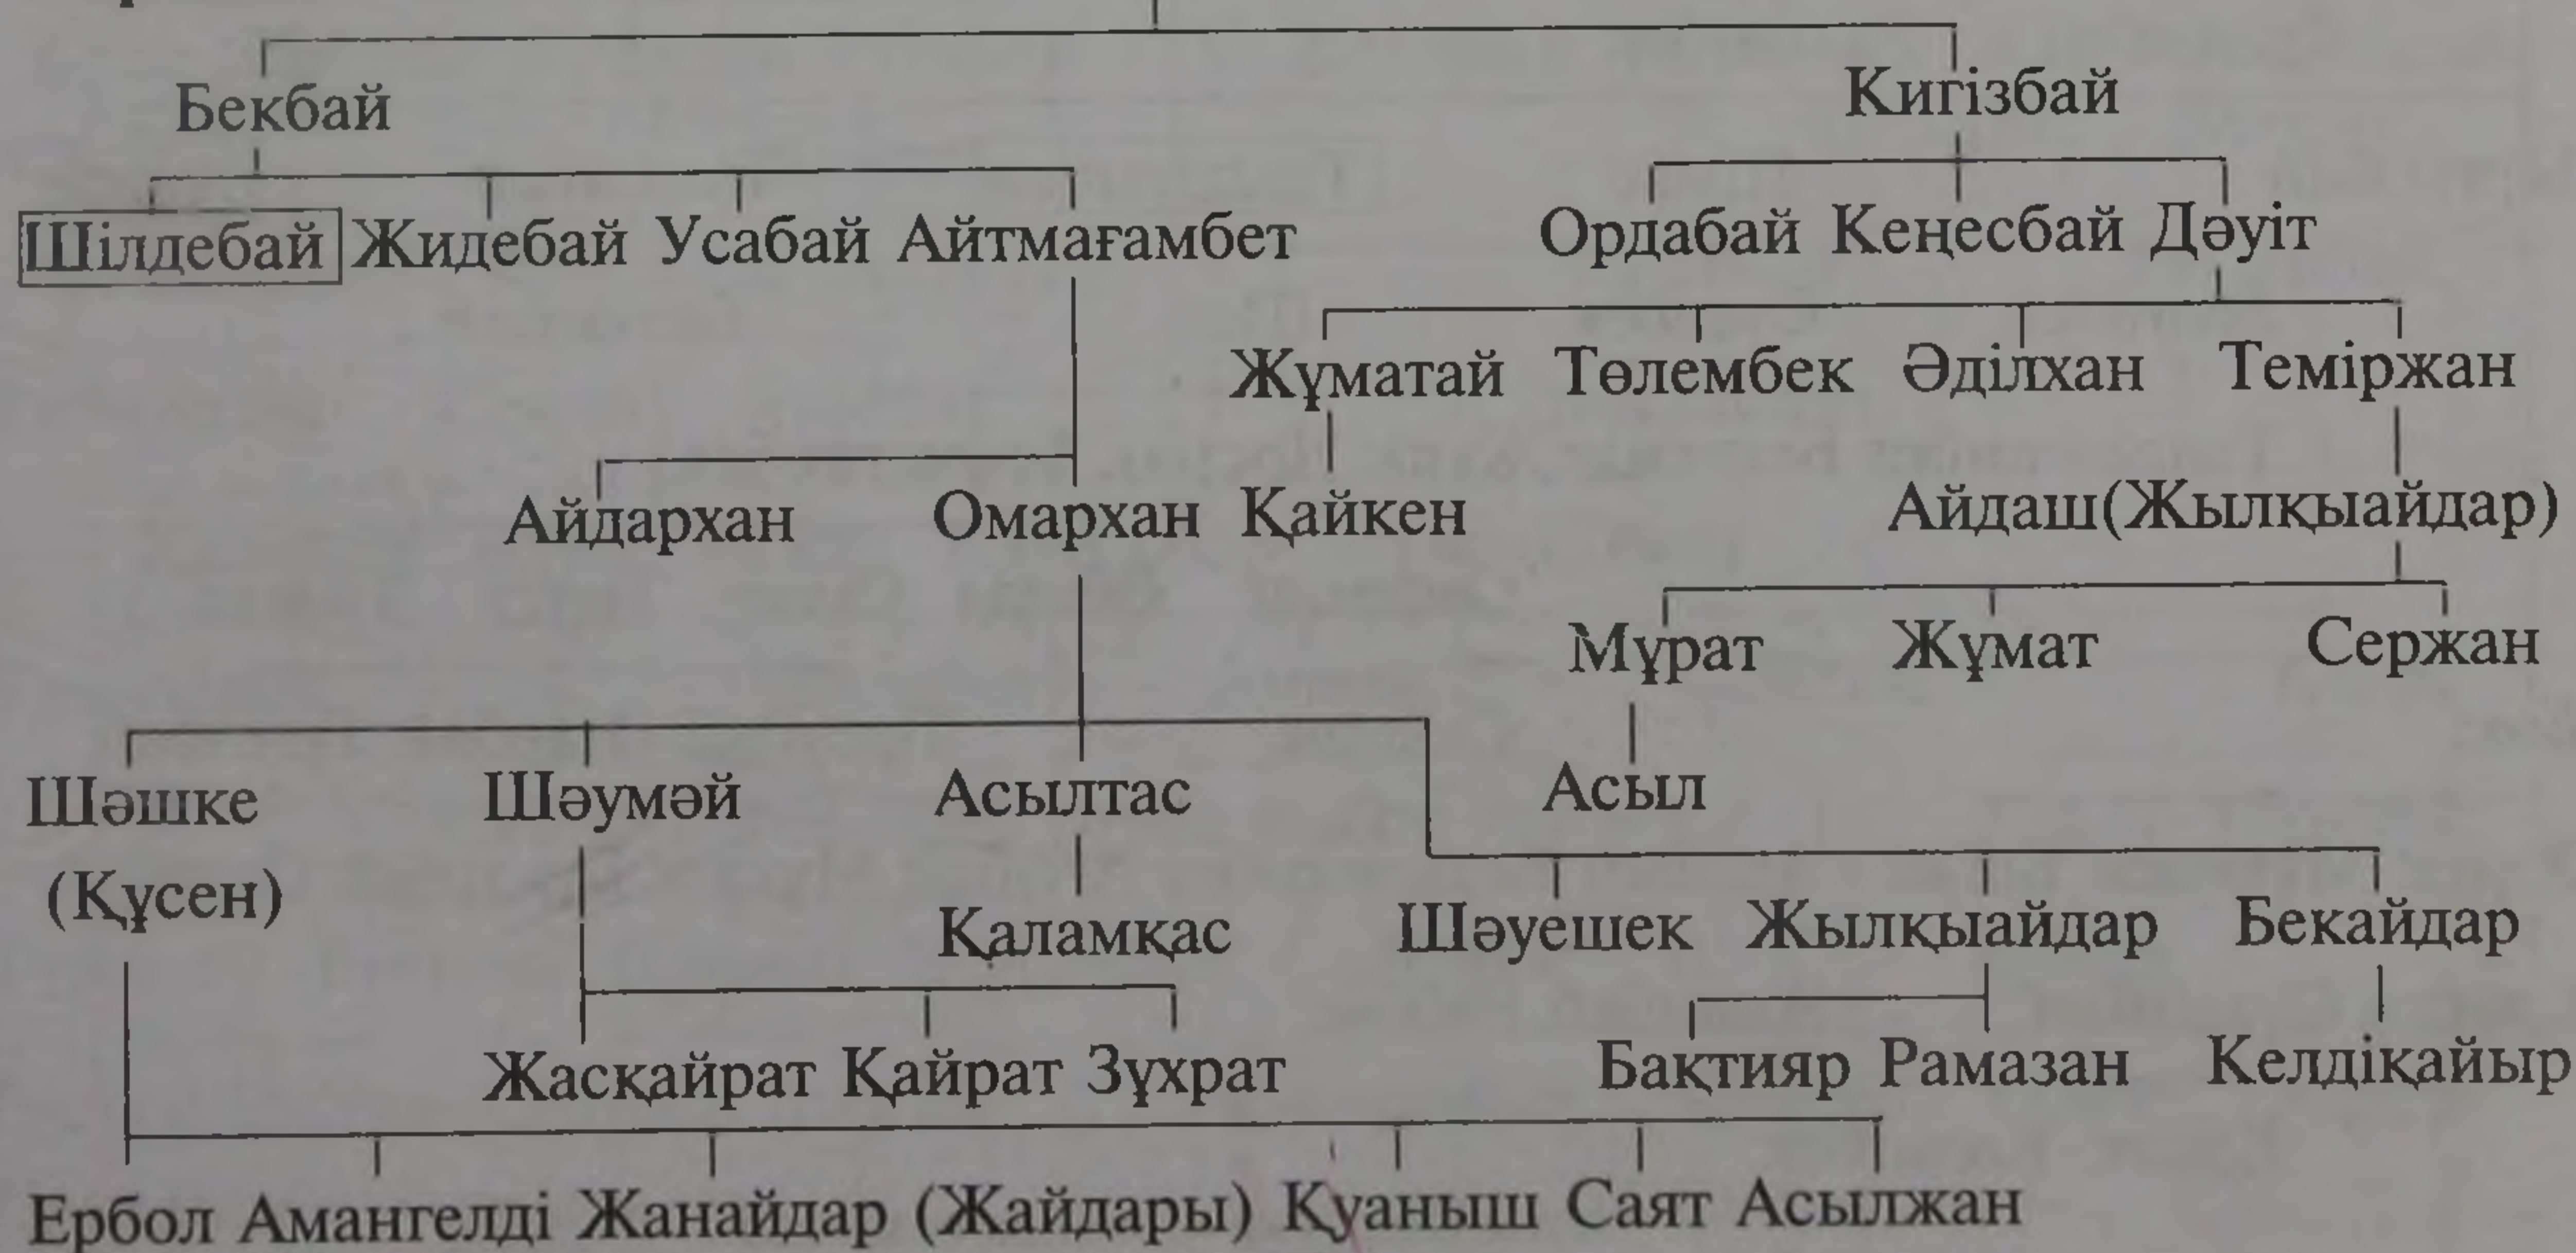 Бекбай Кигізбай
Шілдебай Жидебай Усабай Айтмағамбет Ордабай Кеңесбай Дәуіт
Жұматай Төлембек Әділхан Теміржан
Айдархан Омархан Қайкен Айдаш(Жылқыайдар)
Мұрат Жұмат Сержан
Шәшке Шәумәй Асылтас Асыл
(Құсен) Қаламқас Шәуешек Жылқыайдар Бекайдар
Жасқайрат Қайрат Зұхрат Бақтияр Рамазан Келдіқайыр
Ербол Амангелді Жанайдар (Жайдары) Қуаныш Саят Асылжан